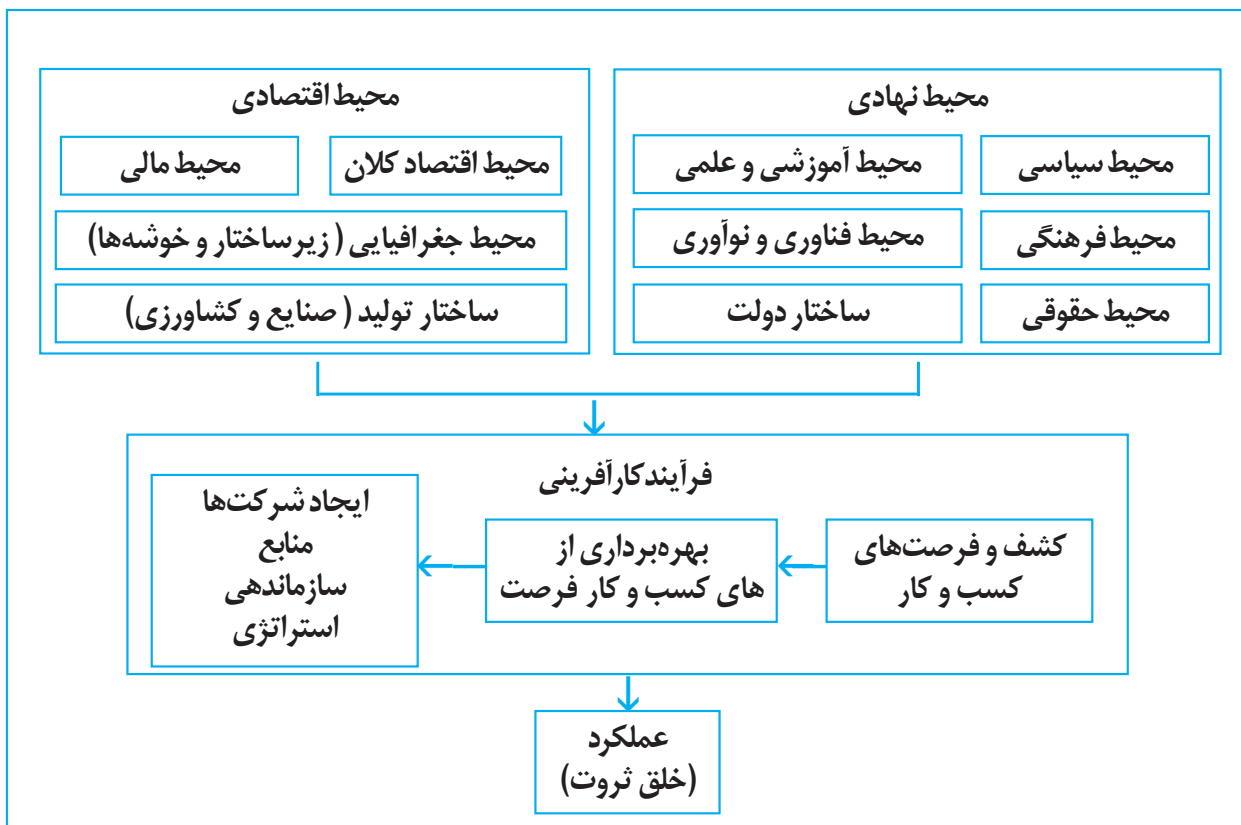 محیط نهادی
محیط سیاسی
محیط آموزشی و علمی
محیط فرهنگی
محیط فناوری و نوآوری
محیط حقوقی
ساختار دولت
محیط اقتصادی
محیط اقتصاد کلان
محیط مالی
محیط جغرافیایی (زیرساختار و خوشه‌ها)
ساختار تولید (صنایع و کشاورزی)
فرآیند کارآفرینی
کشف و فرصت‌های
کسب و کار
بهره‌برداری از
های کسب و کار فرصت
ایجاد شرکت‌ها
منابع
سازماندهی
استراتژی
عملکرد
(خلق ثروت)